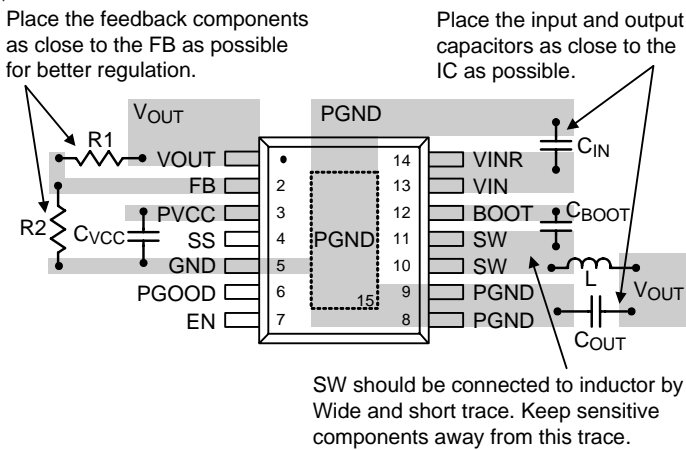 Place the feedback components
as close to the FB as possible
for better regulation.
Place the input and output
capacitors as close to the
IC as possible.
VOUT
PGND
R1
CIN
VOUT
14
VINR
FB
2
13
VIN
PVCC
3
12
BOOT
CBOOT
R2
CVCC
SS
4
PGND
11
SW
GND
5
10
SW
L
PGOOD
6
15
9
PGND
VOUT
EN
7
8
PGND
COUT
SW should be connected to inductor by
Wide and short trace. Keep sensitive
components away from this trace.